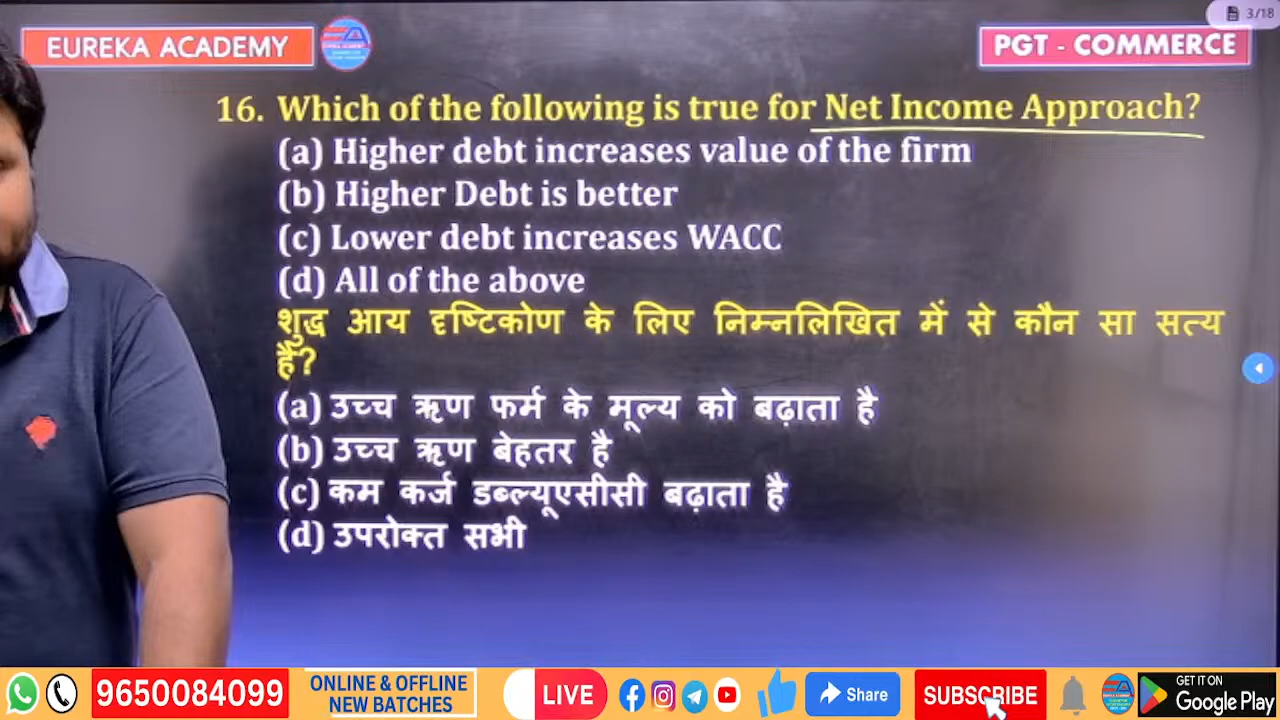 3/18
EUREKA ACADEMY
PGT - COMMERCE
16. Which of the following is true for Net Income Approach?
(a) Higher debt increases value of the firm
(b) Higher Debt is better
(c) Lower debt increases WACC
(d) All of the above
शुद्ध आय दृष्टिकोण के लिए निम्नलिखित में से कौन सा सत्य
है?
(a) उच्च ऋण फर्म के मूल्य को बढ़ाता है
(b) उच्च ऋण बेहतर है
(c) कम कर्ज डब्ल्यूएसीसी बढ़ाता है
(d) उपरोक्त सभी
9650084099
ONLINE & OFFLINE
NEW BATCHES
LIVE
Share
SUBSCRIBE
GET IT ON
Google Play